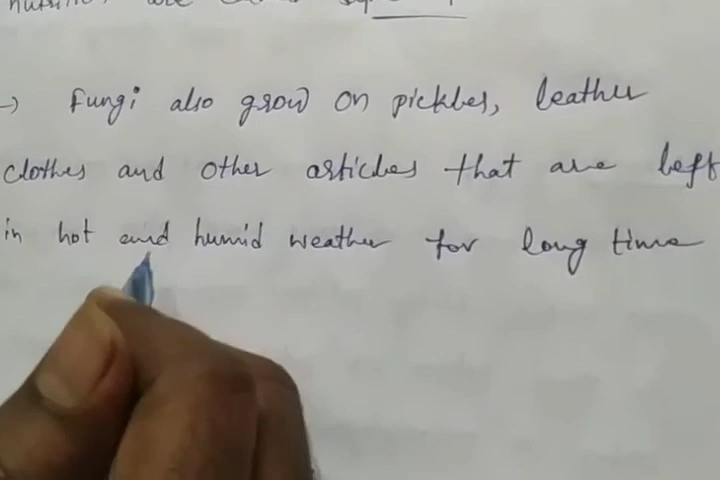 are
→ Fungi also grow on pickles, leather
clothes and other articles that are left
in hot and humid weather for long time